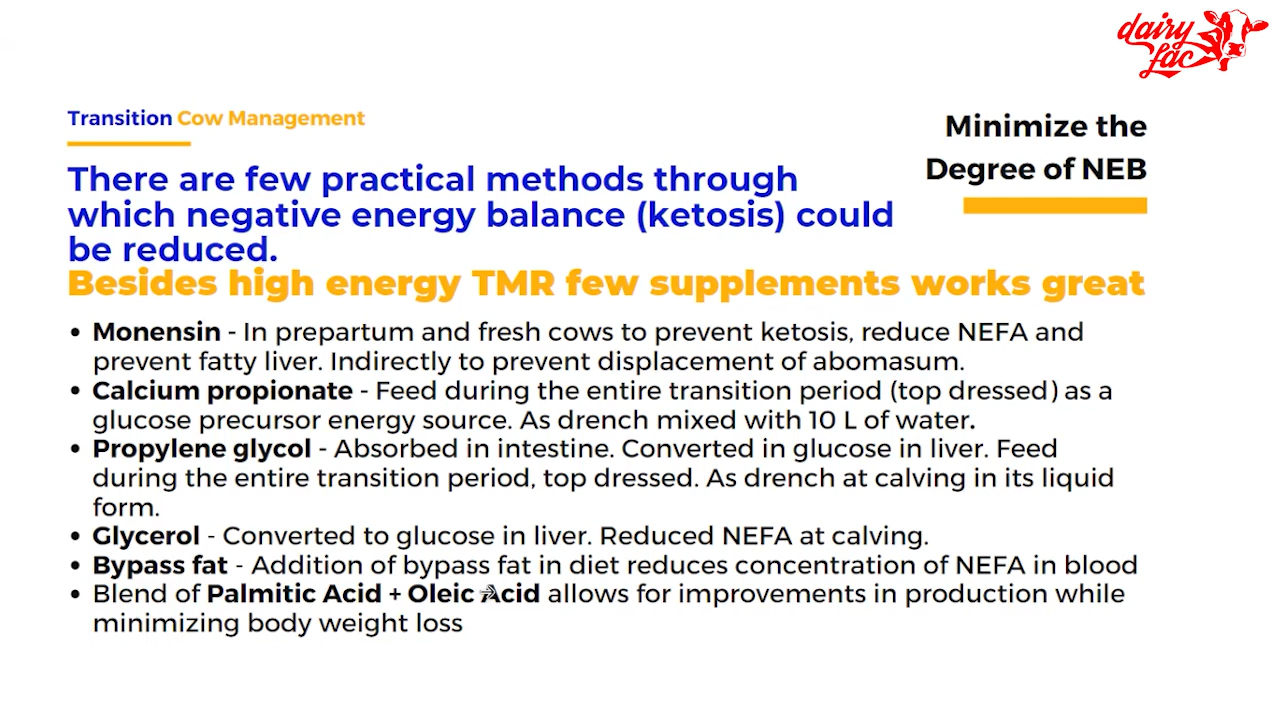 dairy
fac
Transition Cow Management
Minimize the
Degree of NEB
There are few practical methods through
which negative energy balance (ketosis) could
be reduced.
Besides high energy TMR few supplements works great
• Monensin - In prepartum and fresh cows to prevent ketosis, reduce NEFA and
prevent fatty liver. Indirectly to prevent displacement of abomasum.
• Calcium propionate - Feed during the entire transition period (top dressed) as a
glucose precursor energy source. As drench mixed with 10 L of water.
• Propylene glycol - Absorbed in intestine. Converted in glucose in liver. Feed
during the entire transition period, top dressed. As drench at calving in its liquid
form.
• Glycerol - Converted to glucose in liver. Reduced NEFA at calving.
• Bypass fat - Addition of bypass fat in diet reduces concentration of NEFA in blood
• Blend of Palmitic Acid + Oleic Acid allows for improvements in production while
minimizing body weight loss